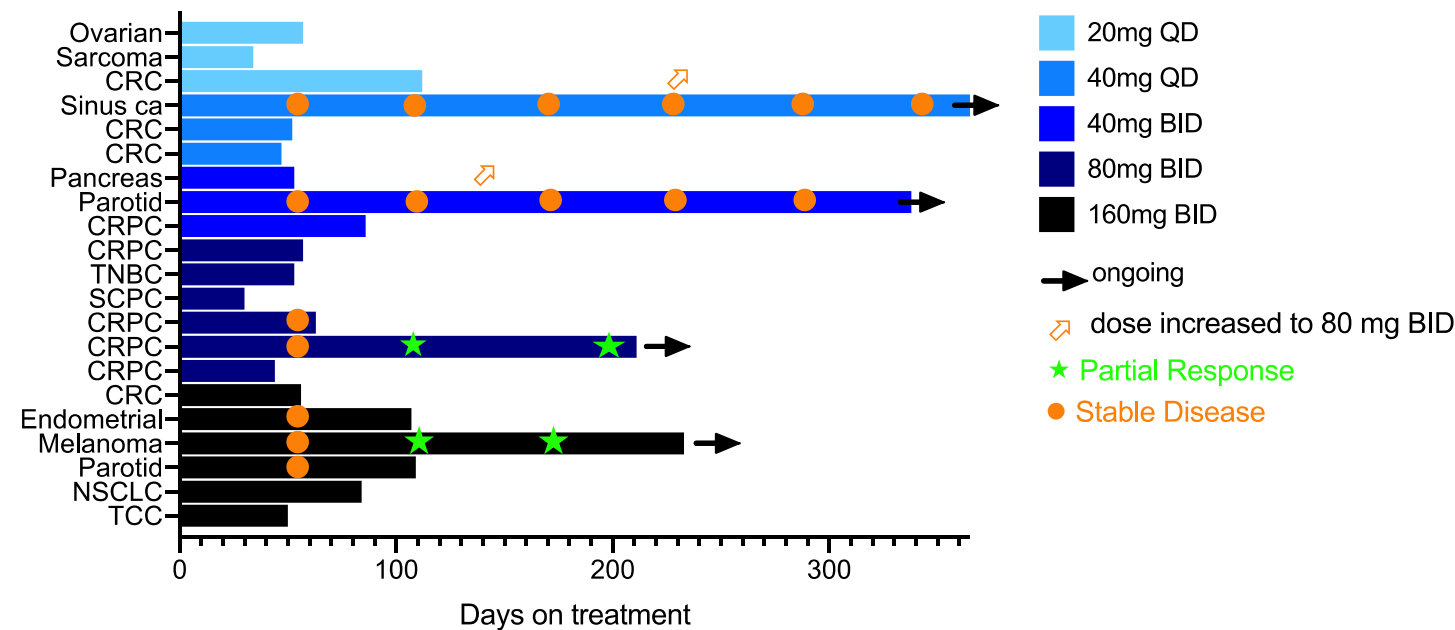 Ovarian
Sarcoma
CRC
Sinus ca
CRC
CRC
Pancreas
Parotid
CRPC
CRPC
TNBC
SCPC
CRPC
CRPC
CRPC
CRC
Endometrial
Melanoma
Parotid
NSCLC
TCC
0 100 200 300
Days on treatment
20mg QD
40mg QD
40mg BID
80mg BID
160mg BID
ongoing
dose increased to 80 mg BID
Partial Response
Stable Disease